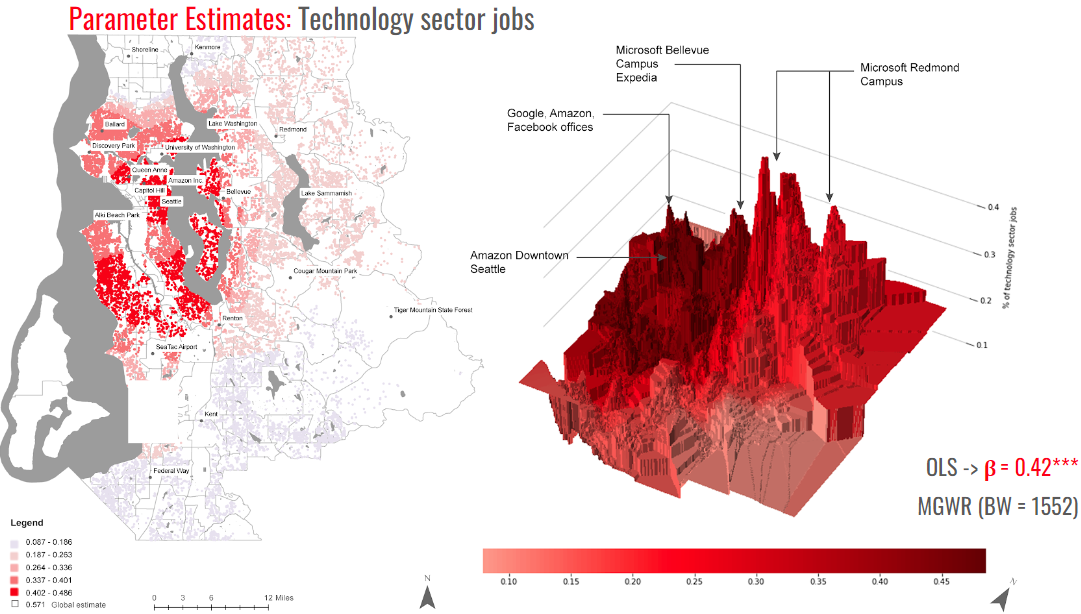 Parameter Estimates: Technology sector jobs
Shoreline
Kenmore
Ballard
Lake Washington
Redmond
Discovery Park
University of Washington
Queen Anne
Amazon Inc.
Capitol Hill
Bellevue
Lake Sammamish
Seattle
Alki Beach Park
Cougar Mountain Park
Tiger Mountain State Forest
Renton
SeaTac Airport
Kent
Federal Way
Legend
0.087 - 0.186
0.187 - 0.263
0.264 - 0.336
0.337 - 0.401
0.402 - 0.486
0.571 Global estimate
0 3 6 12 Miles
N
Microsoft Bellevue
Campus
Expedia
Microsoft Redmond
Campus
Google, Amazon,
Facebook offices
Amazon Downtown
Seattle
0.4
0.3
0.2
0.1
% of technology sector jobs
OLS -> β = 0.42***
MGWR (BW = 1552)
0.10 0.15 0.20 0.25 0.30 0.35 0.40 0.45
N